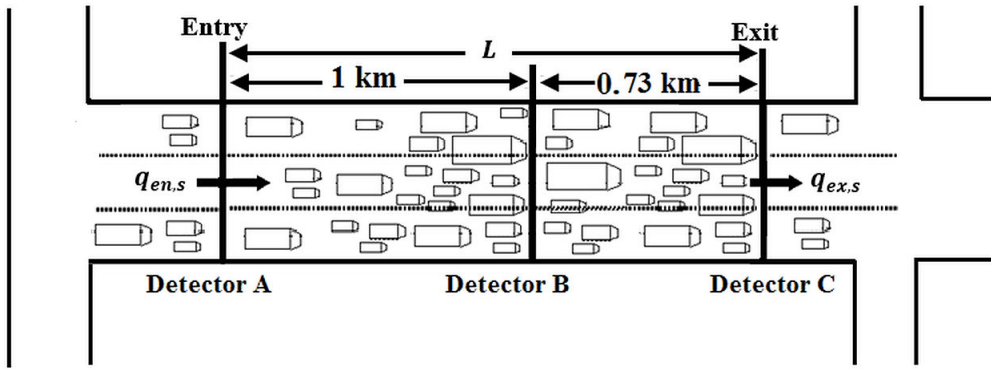 Entry
Exit
L
1 km
0.73 km
q_{en,s}
q_{ex,s}
Detector A
Detector B
Detector C